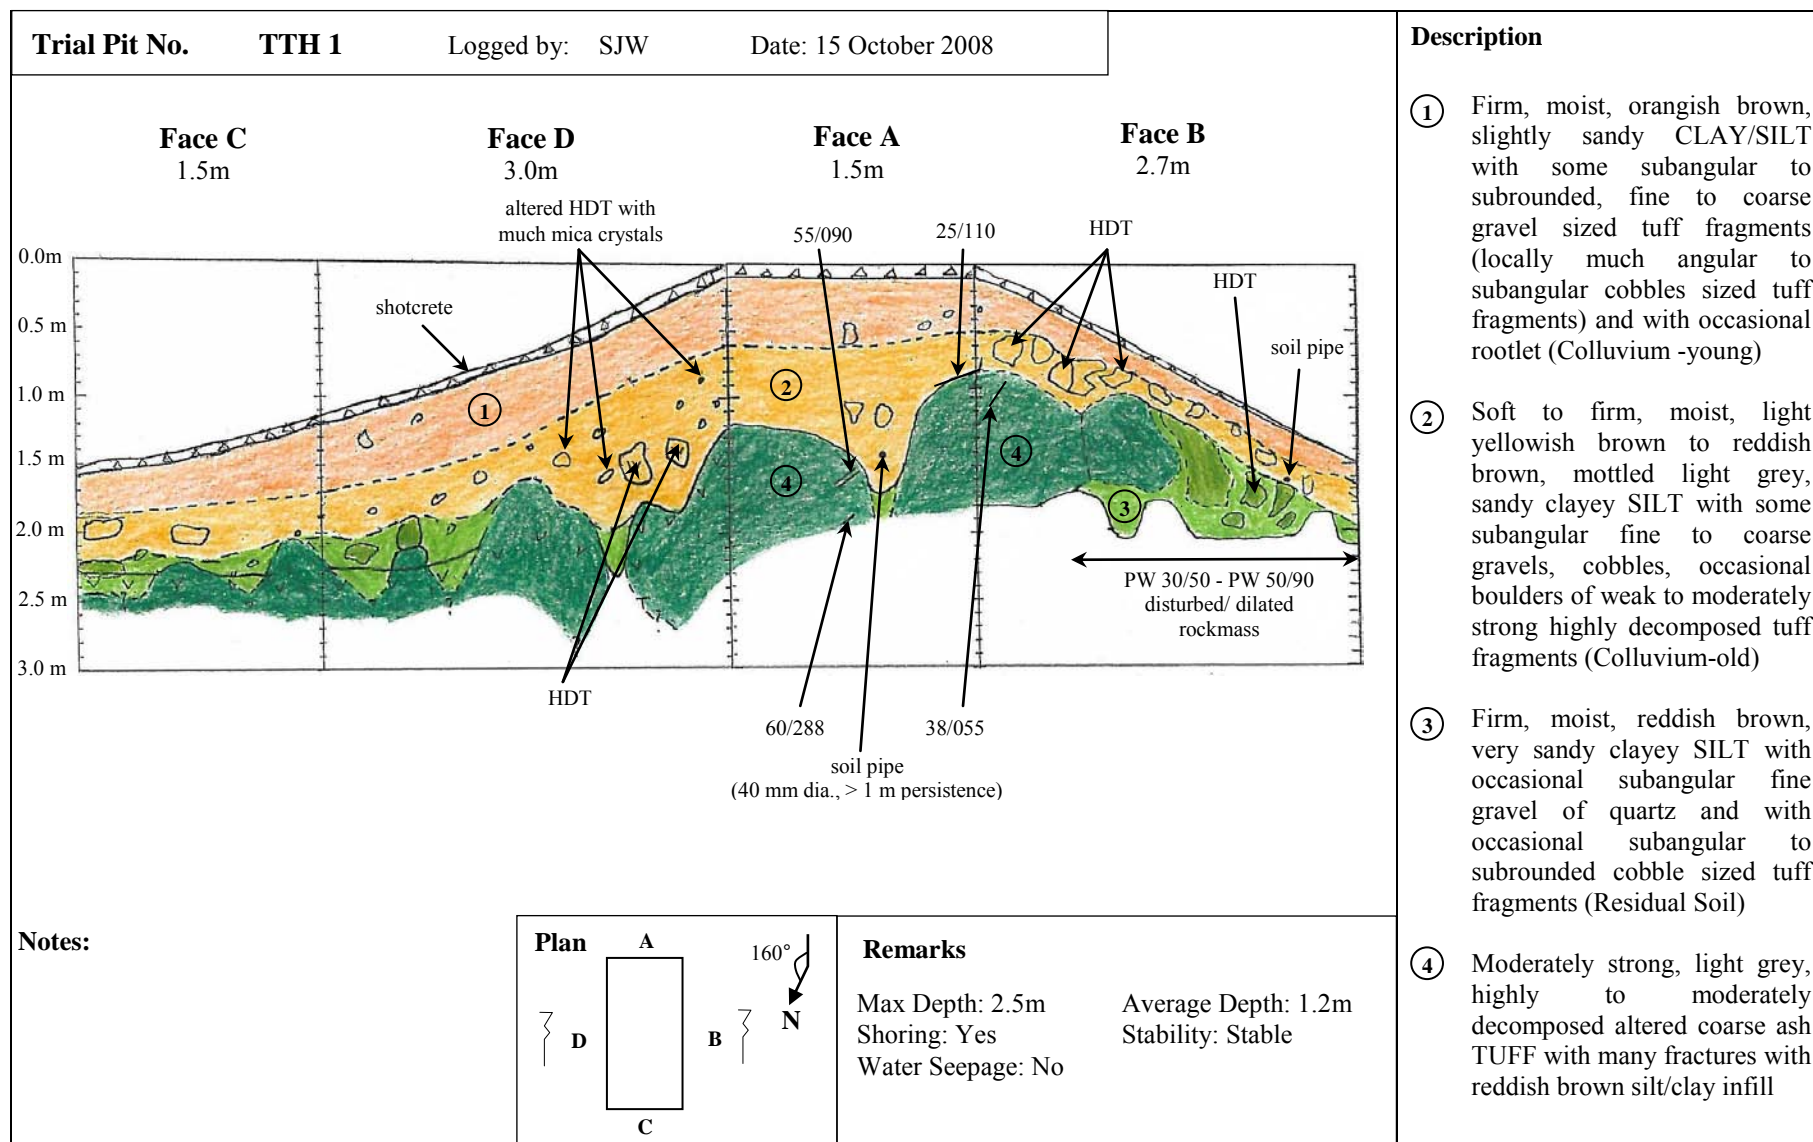 Trial Pit No. TTH 1 Logged by: SJW Date: 15 October 2008
Face C
1.5m
Face D
3.0m
Face A
1.5m
Face B
2.7m
altered HDT with
much mica crystals
55/090
25/110
HDT
HDT
shotcrete
soil pipe
0.0m
0.5 m
1.0 m
1.5 m
2.0 m
2.5 m
3.0 m
1
2
4
4
3
PW 30/50 - PW 50/90
disturbed/ dilated
rockmass
HDT
60/288
38/055
soil pipe
(40 mm dia., > 1 m persistence)
Notes:
Plan
A
D
B
C
160°
N
Remarks
Max Depth: 2.5m Average Depth: 1.2m
Shoring: Yes Stability: Stable
Water Seepage: No
Description
1 Firm, moist, orangish brown,
slightly sandy CLAY/SILT
with some subangular to
subrounded, fine to coarse
gravel sized tuff fragments
(locally much angular to
subangular cobbles sized tuff
fragments) and with occasional
rootlet (Colluvium -young)
2 Soft to firm, moist, light
yellowish brown to reddish
brown, mottled light grey,
sandy clayey SILT with some
subangular fine to coarse
gravels, cobbles, occasional
boulders of weak to moderately
strong highly decomposed tuff
fragments (Colluvium-old)
3 Firm, moist, reddish brown,
very sandy clayey SILT with
occasional subangular fine
gravel of quartz and with
occasional subangular to
subrounded cobble sized tuff
fragments (Residual Soil)
4 Moderately strong, light grey,
highly to moderately
decomposed altered coarse ash
TUFF with many fractures with
reddish brown silt/clay infill